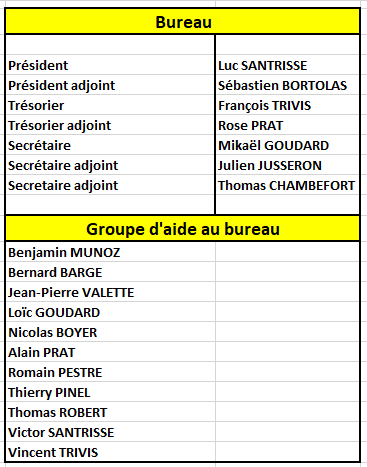 Bureau
Président Luc SANTRISSE
Président adjoint Sébastien BORTOLAS
Trésorier François TRIVIS
Trésorier adjoint Rose PRAT
Secrétaire Mikaël GOUDARD
Secrétaire adjoint Julien JUSSERON
Secretaire adjoint Thomas CHAMBEFORT
Groupe d'aide au bureau
Benjamin MUNOZ
Bernard BARGE
Jean-Pierre VALETTE
Loïc GOUDARD
Nicolas BOYER
Alain PRAT
Romain PESTRE
Thierry PINEL
Thomas ROBERT
Victor SANTRISSE
Vincent TRIVIS